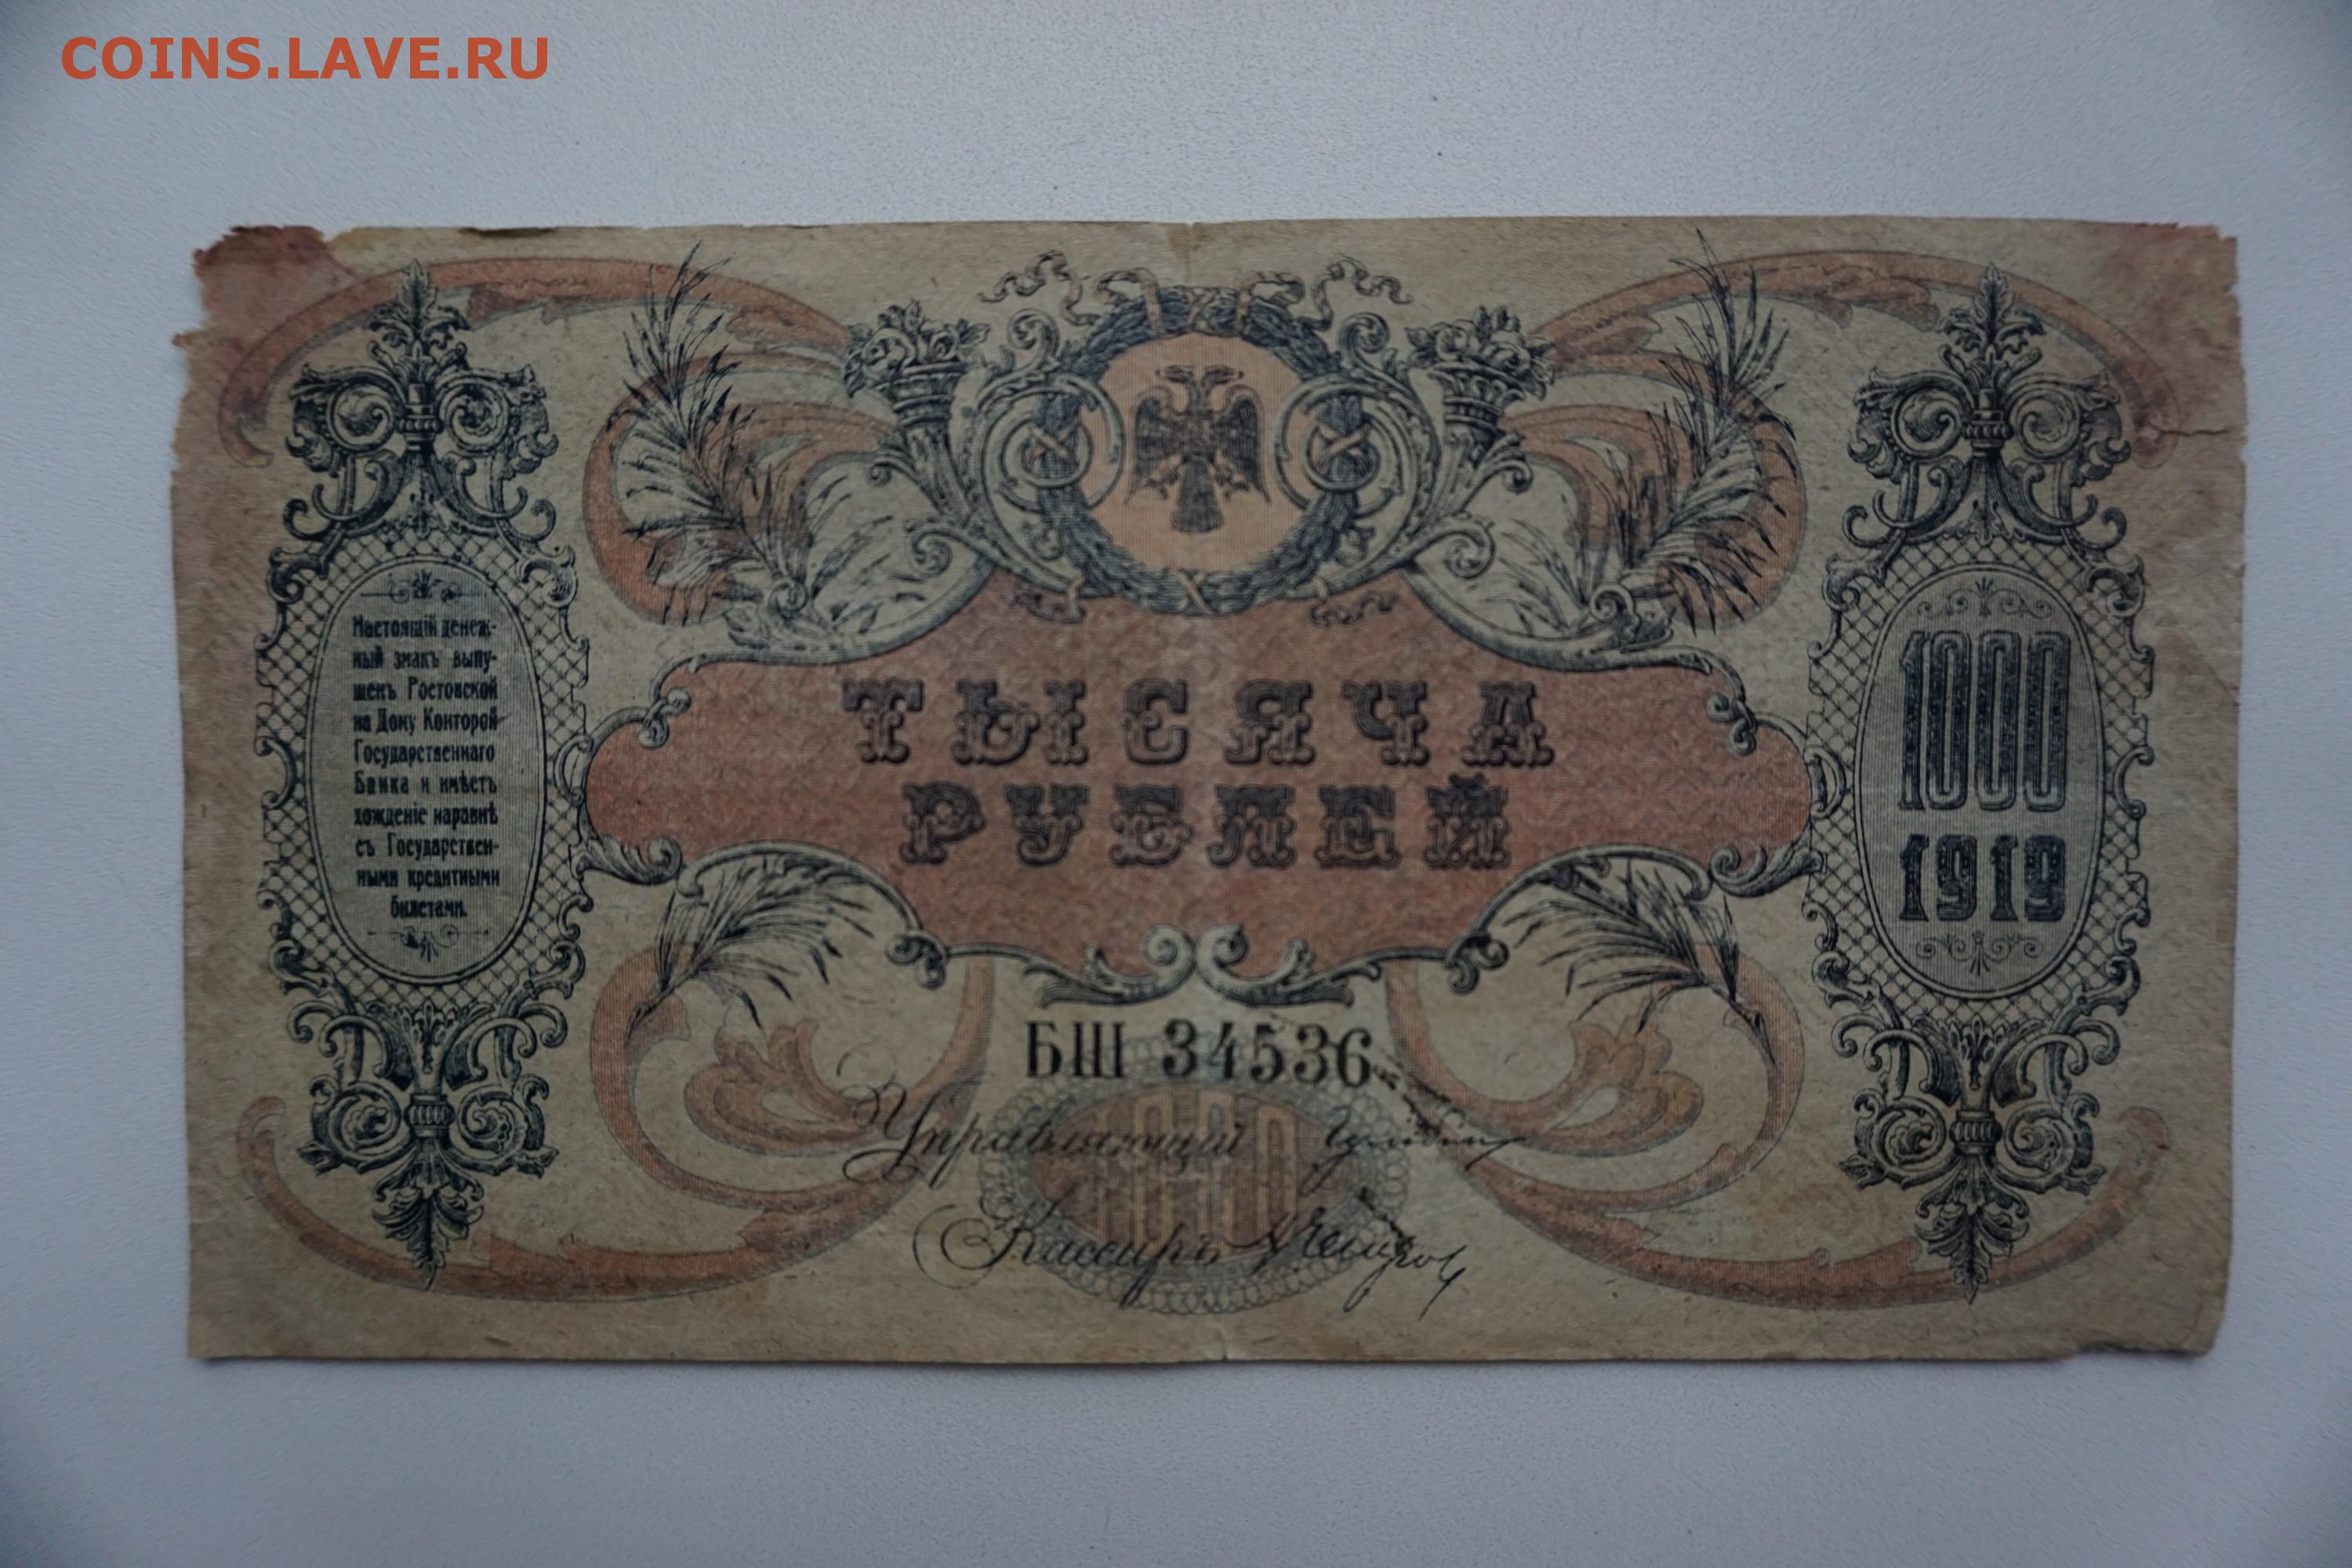 COINS.LAVE.RU
Настоящій денеж-
ный знакъ выпу-
щенъ Ростовской
на Дону Конторой
Государственнаго
Банка и имѣетъ
хожденіе наравнѣ
съ Государствен-
ными кредитными
билетами.
ТЫСЯЧА
РУБЛЕЙ
1000
1919
БШ 34536
Управляющій
1000
Кассиръ